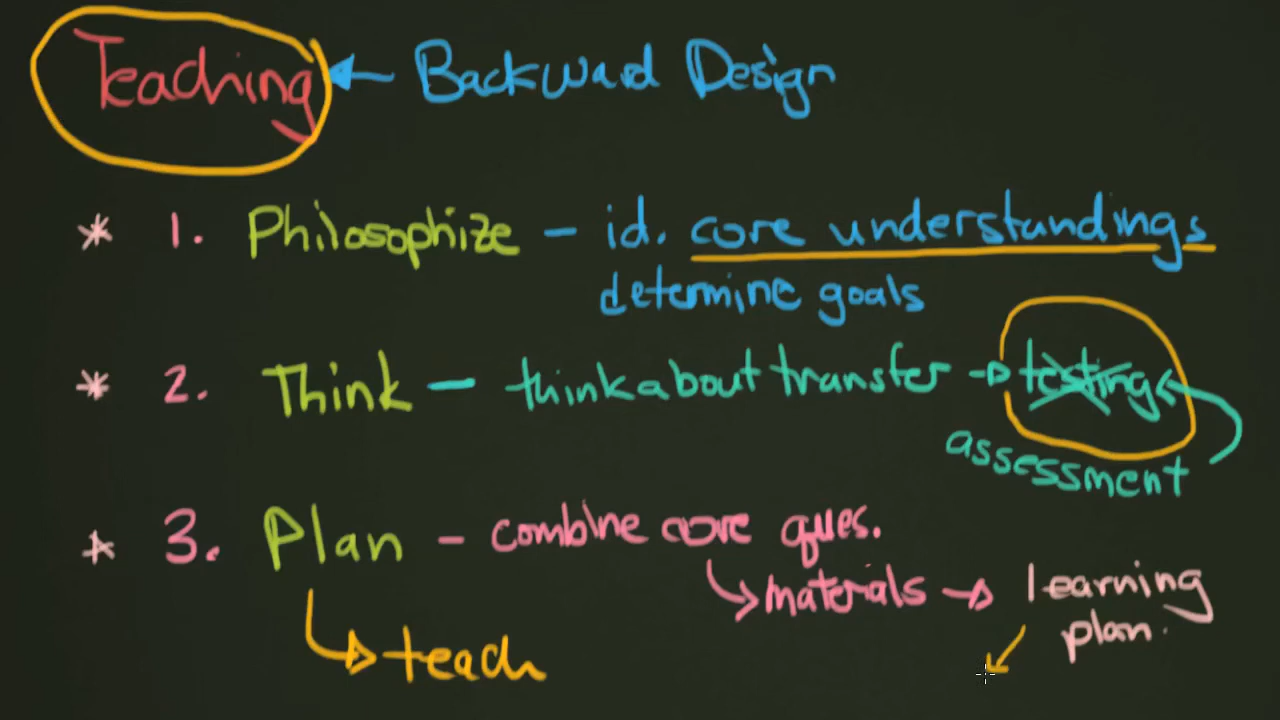 Teaching ← Backward Design
* 1. Philosophize - id. core understandings
determine goals
* 2. Think - think about transfer → testing
assessment
* 3. Plan - combine core ques.
materials → learning
plan.
teach